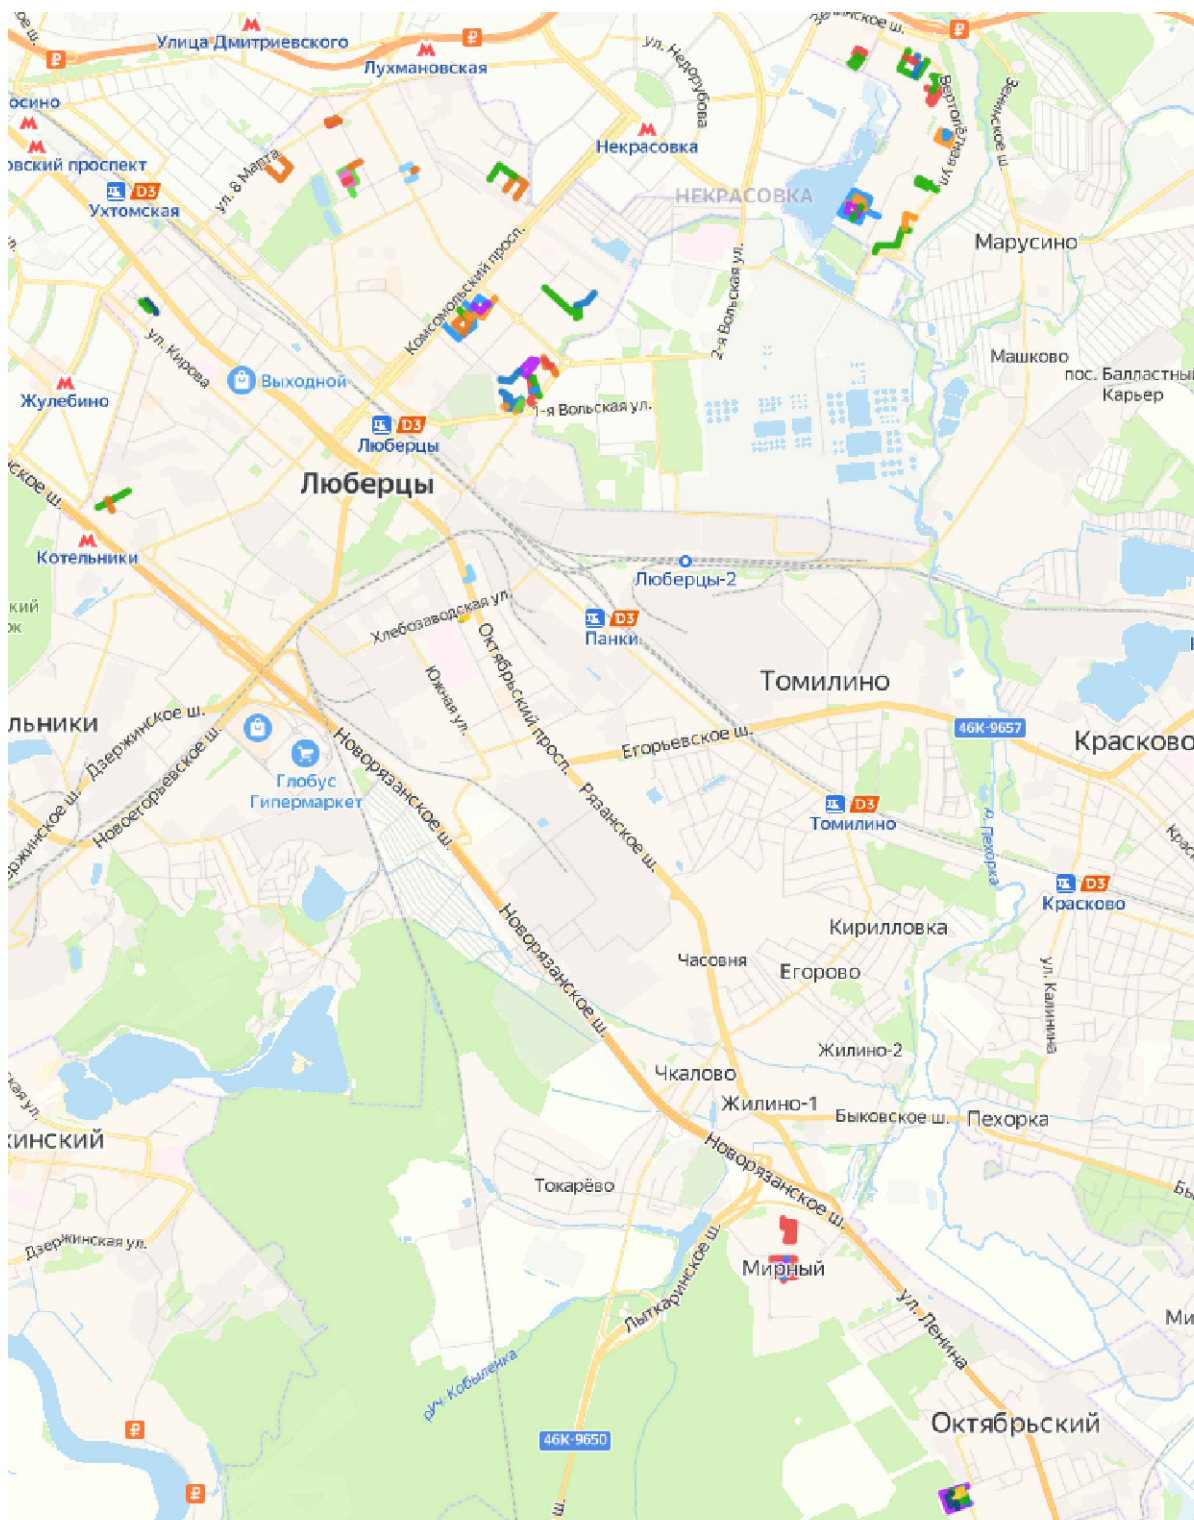 Зенинское ш.
Улица Дмитриевского
Лухмановская
ул. Недорубова
Вертолётная ул.
Зенинское ш.
Некрасовка
ул. 8 Марта
D3
Ухтомская
НЕКРАСОВКА
Марусино
Комсомольский просп.
2-я Вольская ул.
ул. Кирова
Машково
пос. Балластный
Карьер
Выходной
Жулебино
1-я Вольская ул.
D3
Люберцы
Люберцы
Котельники
Люберцы-2
Хлебозаводская ул.
D3
Панки
Октябрьский просп.
Южная ул.
Томилино
льники
Дзержинское ш.
Новоегорьевское ш.
Новорязанское ш.
Егорьевское ш.
46К-9657
Красково
Глобус
Гипермаркет
Рязанское ш.
D3
Томилино
р. Пехорка
D3
Красково
Новорязанское ш.
Кирилловка
Часовня
Егорово
ул. Калинина
Жилино-2
Чкалово
Жилино-1
Быковское ш.
Пехорка
кинский
Новорязанское ш.
Токарёво
Дзержинская ул.
Лыткаринское ш.
Мирный
ул. Ленина
Ми
рич. Кобыленка
Октябрьский
46К-9650
ш.